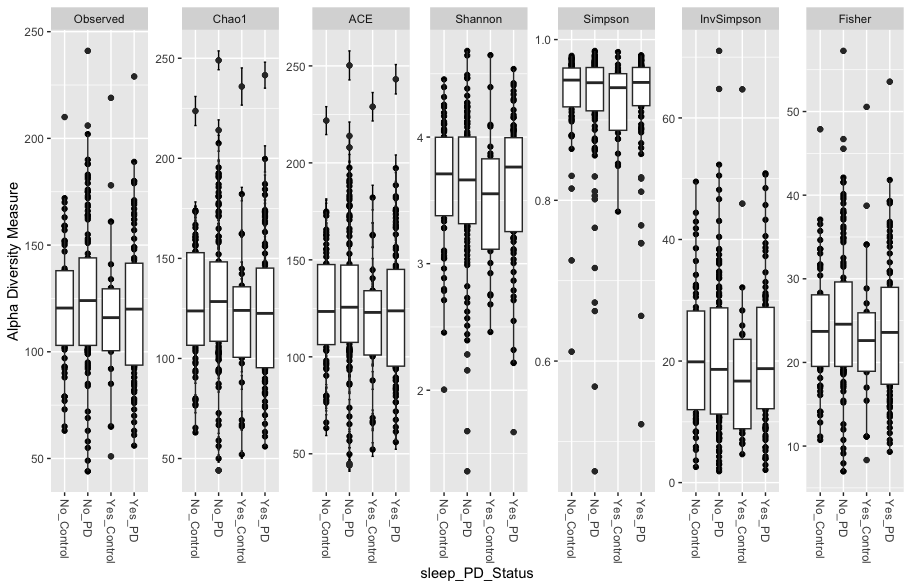 Observed Chao1 ACE Shannon Simpson InvSimpson Fisher
Alpha Diversity Measure
250
200
150
100
50
200
150
100
50
250
200
150
100
50
4
3
2
1.0
0.8
0.6
60
40
20
0
50
40
30
20
10
No_Control No_PD Yes_Control Yes_PD
No_Control No_PD Yes_Control Yes_PD
No_Control No_PD Yes_Control Yes_PD
No_Control No_PD Yes_Control Yes_PD
No_Control No_PD Yes_Control Yes_PD
No_Control No_PD Yes_Control Yes_PD
No_Control No_PD Yes_Control Yes_PD
sleep_PD_Status